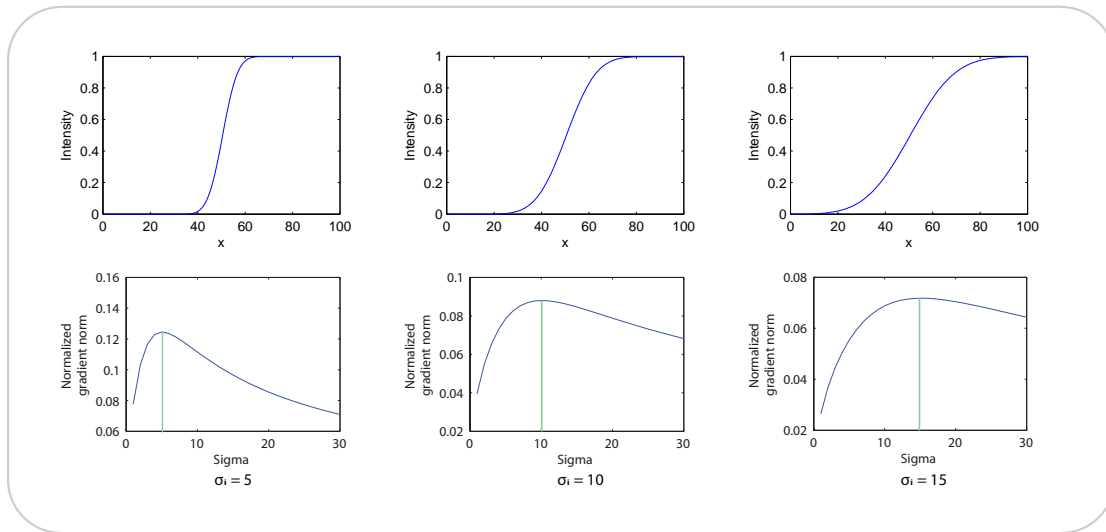 1
0.8
0.6
0.4
0.2
0
Intensity
0 20 40 60 80 100
x
1
0.8
0.6
0.4
0.2
0
Intensity
0 20 40 60 80 100
x
1
0.8
0.6
0.4
0.2
0
Intensity
0 20 40 60 80 100
x
0.16
0.14
0.12
0.1
0.08
0.06
Normalized
gradient norm
0 10 20 30
Sigma
σi = 5
0.1
0.08
0.06
0.04
0.02
Normalized
gradient norm
0 10 20 30
Sigma
σi = 10
0.08
0.06
0.04
0.02
Normalized
gradient norm
0 10 20 30
Sigma
σi = 15